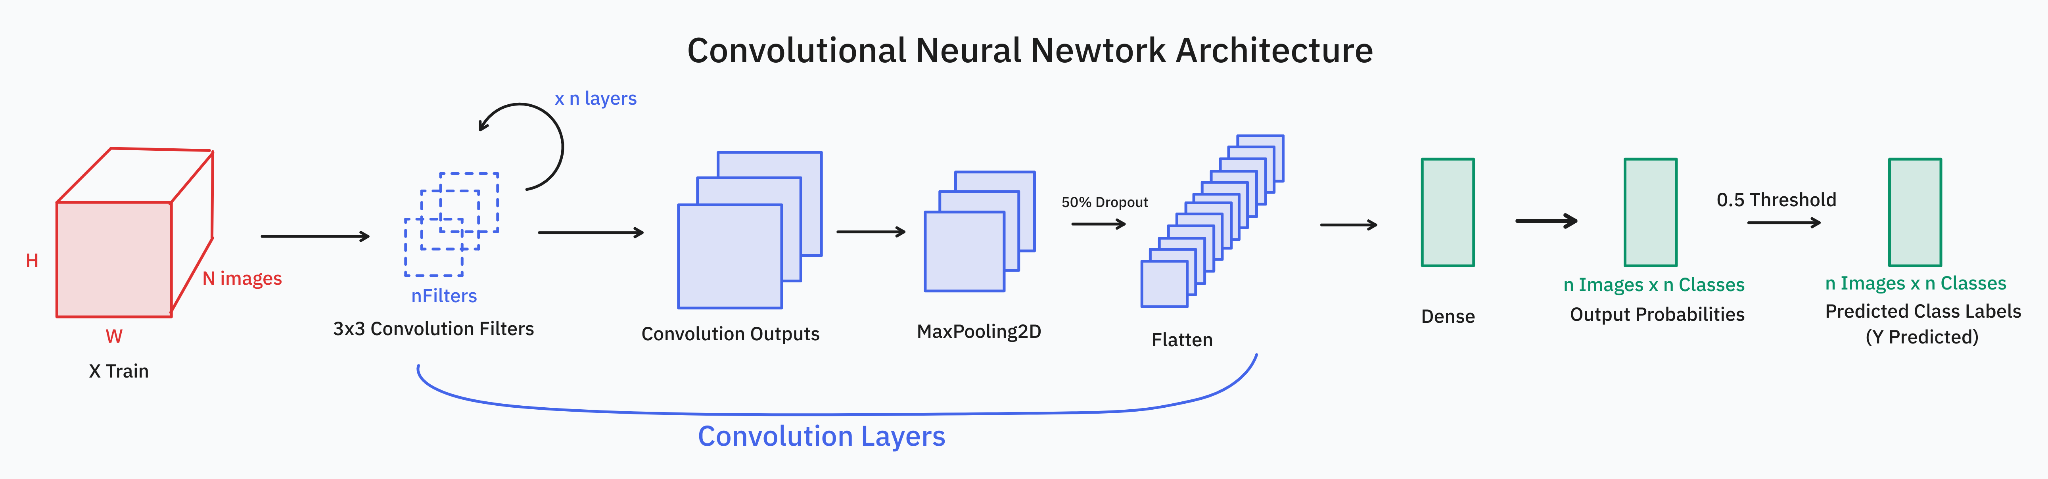 Convolutional Neural Newtork Architecture
x n layers
H
N images
W
X Train
nFilters
3x3 Convolution Filters
Convolution Outputs
MaxPooling2D
50% Dropout
Flatten
Convolution Layers
Dense
n Images x n Classes
Output Probabilities
0.5 Threshold
n Images x n Classes
Predicted Class Labels
(Y Predicted)